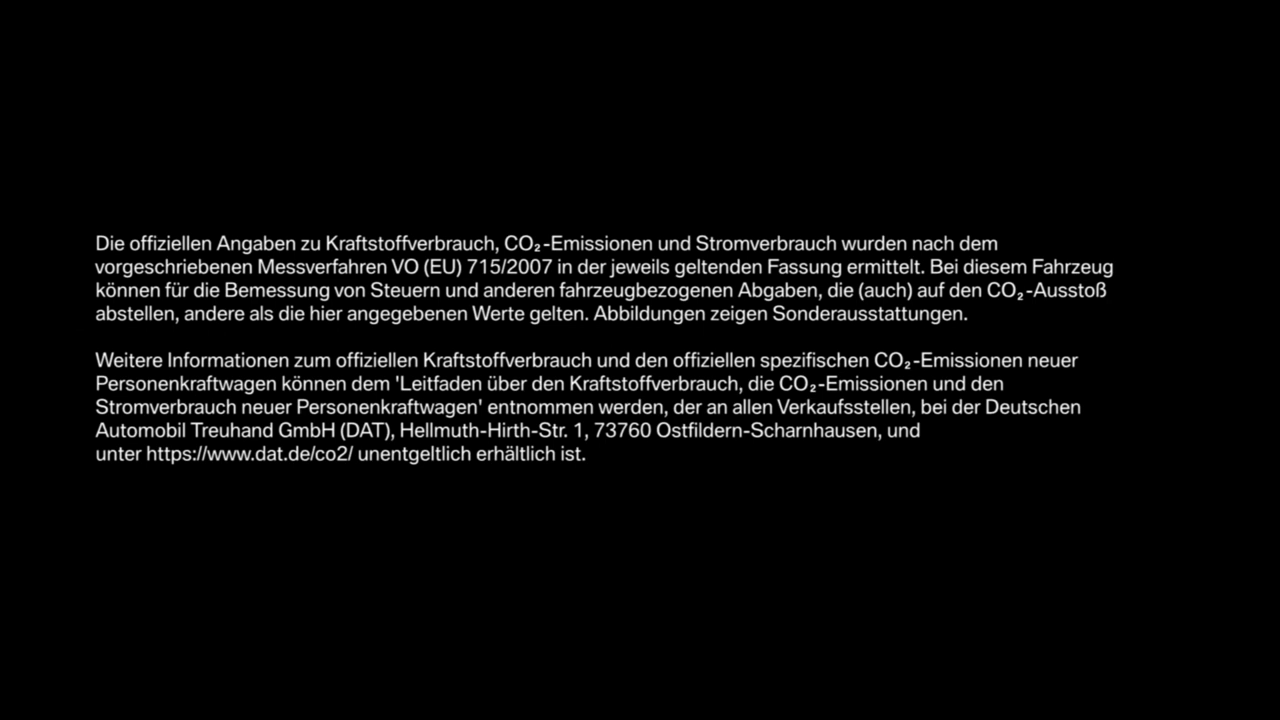 Die offiziellen Angaben zu Kraftstoffverbrauch, CO₂-Emissionen und Stromverbrauch wurden nach dem
vorgeschriebenen Messverfahren VO (EU) 715/2007 in der jeweils geltenden Fassung ermittelt. Bei diesem Fahrzeug
können für die Bemessung von Steuern und anderen fahrzeugbezogenen Abgaben, die (auch) auf den CO₂-Ausstoß
abstellen, andere als die hier angegebenen Werte gelten. Abbildungen zeigen Sonderausstattungen.
Weitere Informationen zum offiziellen Kraftstoffverbrauch und den offiziellen spezifischen CO₂-Emissionen neuer
Personenkraftwagen können dem 'Leitfaden über den Kraftstoffverbrauch, die CO₂-Emissionen und den
Stromverbrauch neuer Personenkraftwagen' entnommen werden, der an allen Verkaufsstellen, bei der Deutschen
Automobil Treuhand GmbH (DAT), Hellmuth-Hirth-Str. 1, 73760 Ostfildern-Scharnhausen, und
unter https://www.dat.de/co2/ unentgeltlich erhältlich ist.